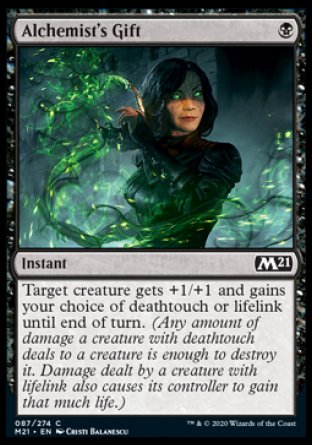 Alchemist's Gift
Instant
M21
Target creature gets +1/+1 and gains
your choice of deathtouch or lifelink
until end of turn. (Any amount of
damage a creature with deathtouch
deals to a creature is enough to destroy
it. Damage dealt by a creature with
lifelink also causes its controller to gain
that much life.)
087/274 C
M21 • EN Cristi Balanescu
™ & © 2020 Wizards of the Coast